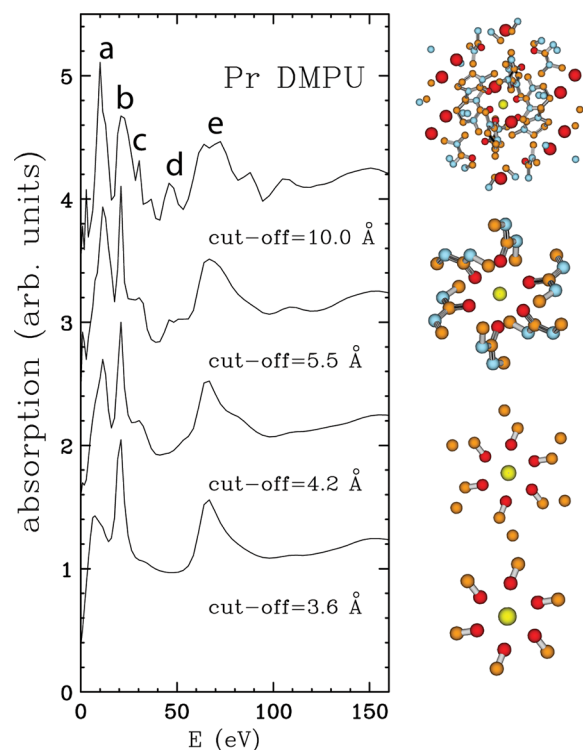 a
Pr DMPU
b
c
d
e
cut-off=10.0 Å
cut-off=5.5 Å
cut-off=4.2 Å
cut-off=3.6 Å
absorption (arb. units)
5
4
3
2
1
0
0
50
100
150
E (eV)